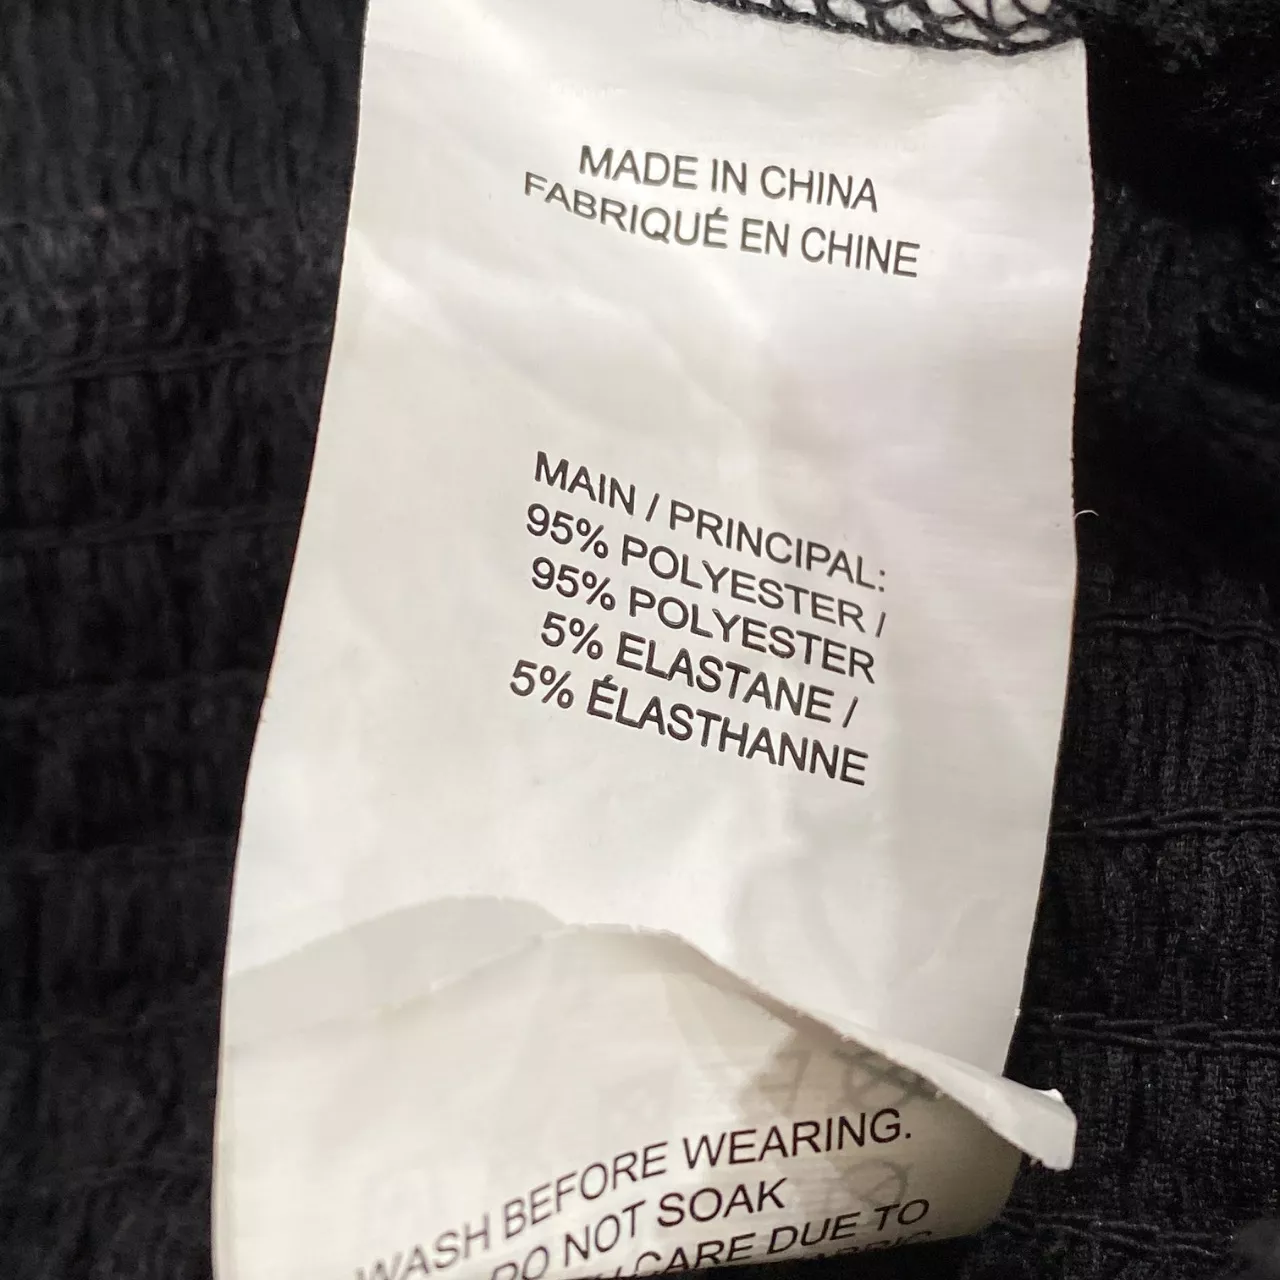 MADE IN CHINA
FABRIQUÉ EN CHINE
MAIN / PRINCIPAL:
95% POLYESTER /
95% POLYESTER
5% ELASTANE /
5% ÉLASTHANNE
WASH BEFORE WEARING.
DO NOT SOAK
CARE DUE TO